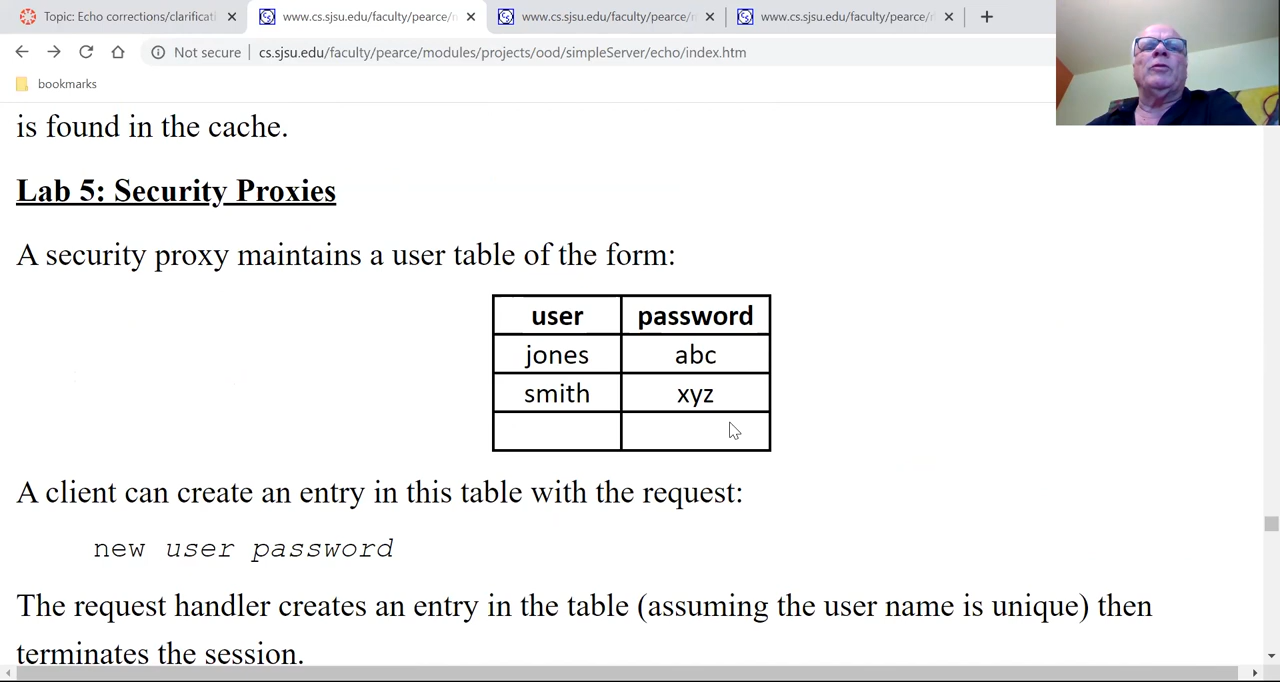 Topic: Echo corrections/clarificati
www.cs.sjsu.edu/faculty/pearce/
www.cs.sjsu.edu/faculty/pearce/
www.cs.sjsu.edu/faculty/pearce/
Not secure
cs.sjsu.edu/faculty/pearce/modules/projects/ood/simpleServer/echo/index.htm
bookmarks
is found in the cache.
Lab 5: Security Proxies
A security proxy maintains a user table of the form:
user password
jones abc
smith xyz
A client can create an entry in this table with the request:
new user password
The request handler creates an entry in the table (assuming the user name is unique) then
terminates the session.